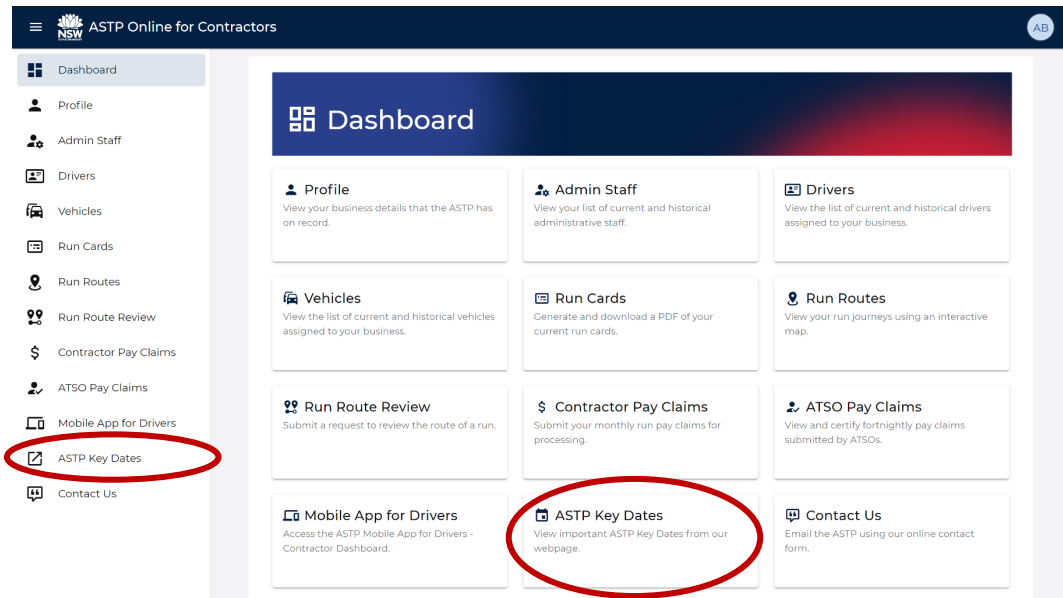 NSW
ASTP Online for Contractors
AB
Dashboard
Profile
Admin Staff
Drivers
Vehicles
Run Cards
Run Routes
Run Route Review
Contractor Pay Claims
ATSO Pay Claims
Mobile App for Drivers
ASTP Key Dates
Contact Us
Dashboard
Profile
View your business details that the ASTP has
on record.
Admin Staff
View your list of current and historical
administrative staff.
Drivers
View the list of current and historical drivers
assigned to your business.
Vehicles
View the list of current and historical vehicles
assigned to your business.
Run Cards
Generate and download a PDF of your
current run cards.
Run Routes
View your run journeys using an interactive
map.
Run Route Review
Submit a request to review the route of a run.
$ Contractor Pay Claims
Submit your monthly run pay claims for
processing.
ATSO Pay Claims
View and certify fortnightly pay claims
submitted by ATSOs.
Mobile App for Drivers
Access the ASTP Mobile App for Drivers -
Contractor Dashboard.
ASTP Key Dates
View important ASTP Key Dates from our
webpage.
Contact Us
Email the ASTP using our online contact
form.